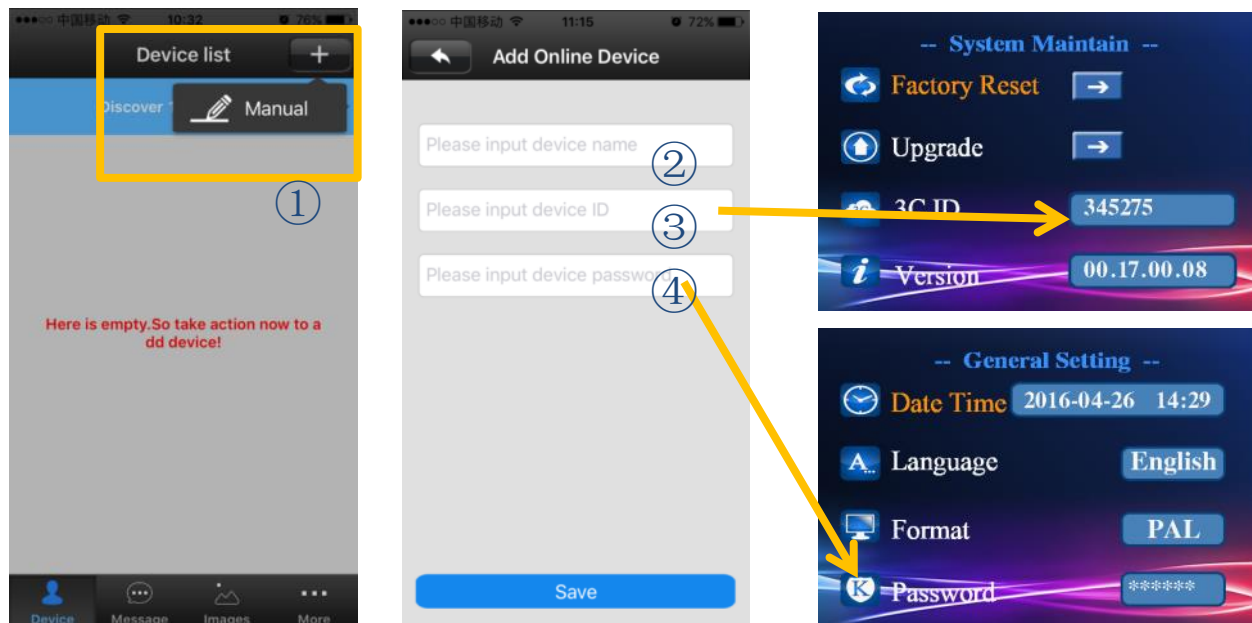 中国移动 10:32 76%
Device list +
Discover
Manual
①
Here is empty.So take action now to a
dd device!
Device Message Images More
中国移动 11:15 72%
Add Online Device
Please input device name
②
Please input device ID
③
Please input device password
④
Save
-- System Maintain --
Factory Reset
Upgrade
3C ID 345275
Version 00.17.00.08
-- General Setting --
Date Time 2016-04-26 14:29
Language English
Format PAL
Password ******